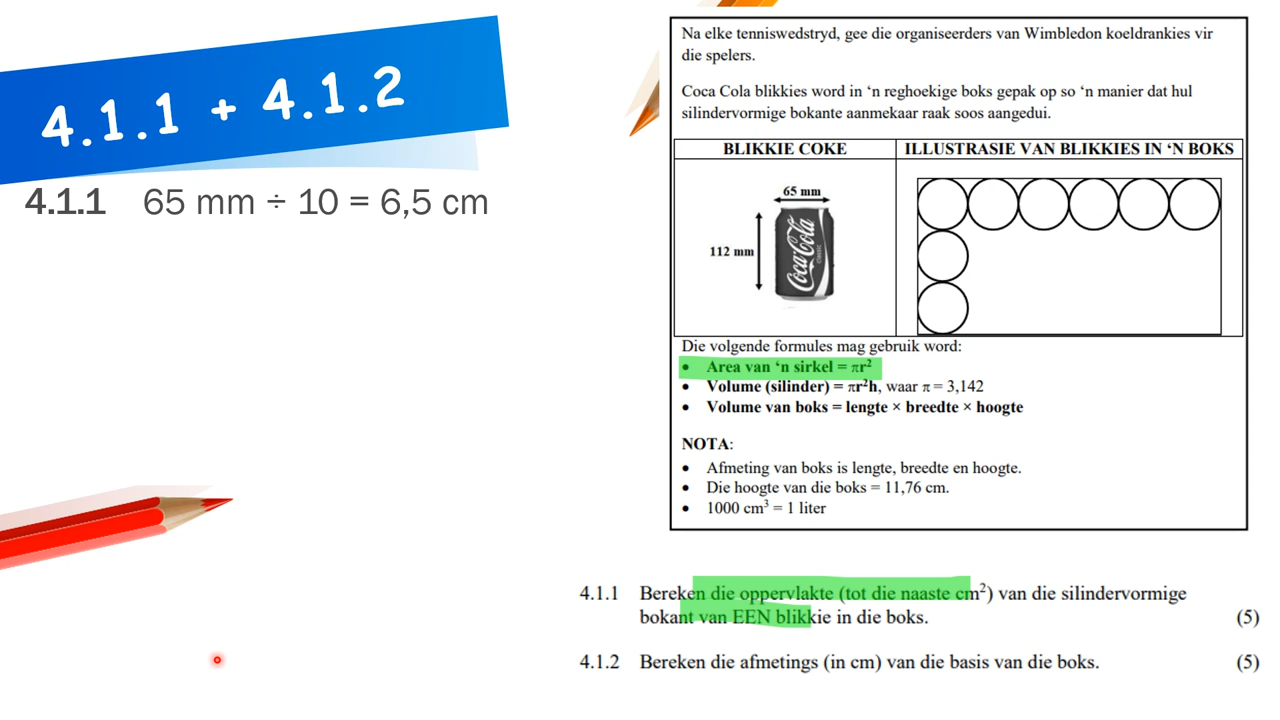 4.1.1 + 4.1.2
4.1.1 65 mm ÷ 10 = 6,5 cm
Na elke tenniswedstryd, gee die organiseerders van Wimbledon koeldrankies vir
die spelers.
Coca Cola blikkies word in ‘n reghoekige boks gepak op so ‘n manier dat hul
silindervormige bokante aanmekaar raak soos aangedui.
BLIKKIE COKE
ILLUSTRASIE VAN BLIKKIES IN ‘N BOKS
65 mm
112 mm
Coca-Cola
CLASSIC
Die volgende formules mag gebruik word:
• Area van ‘n sirkel = πr²
• Volume (silinder) = πr²h, waar π = 3,142
• Volume van boks = lengte × breedte × hoogte
NOTA:
• Afmeting van boks is lengte, breedte en hoogte.
• Die hoogte van die boks = 11,76 cm.
• 1000 cm³ = 1 liter
4.1.1 Bereken die oppervlakte (tot die naaste cm²) van die silindervormige
bokant van EEN blikkie in die boks. (5)
4.1.2 Bereken die afmetings (in cm) van die basis van die boks. (5)